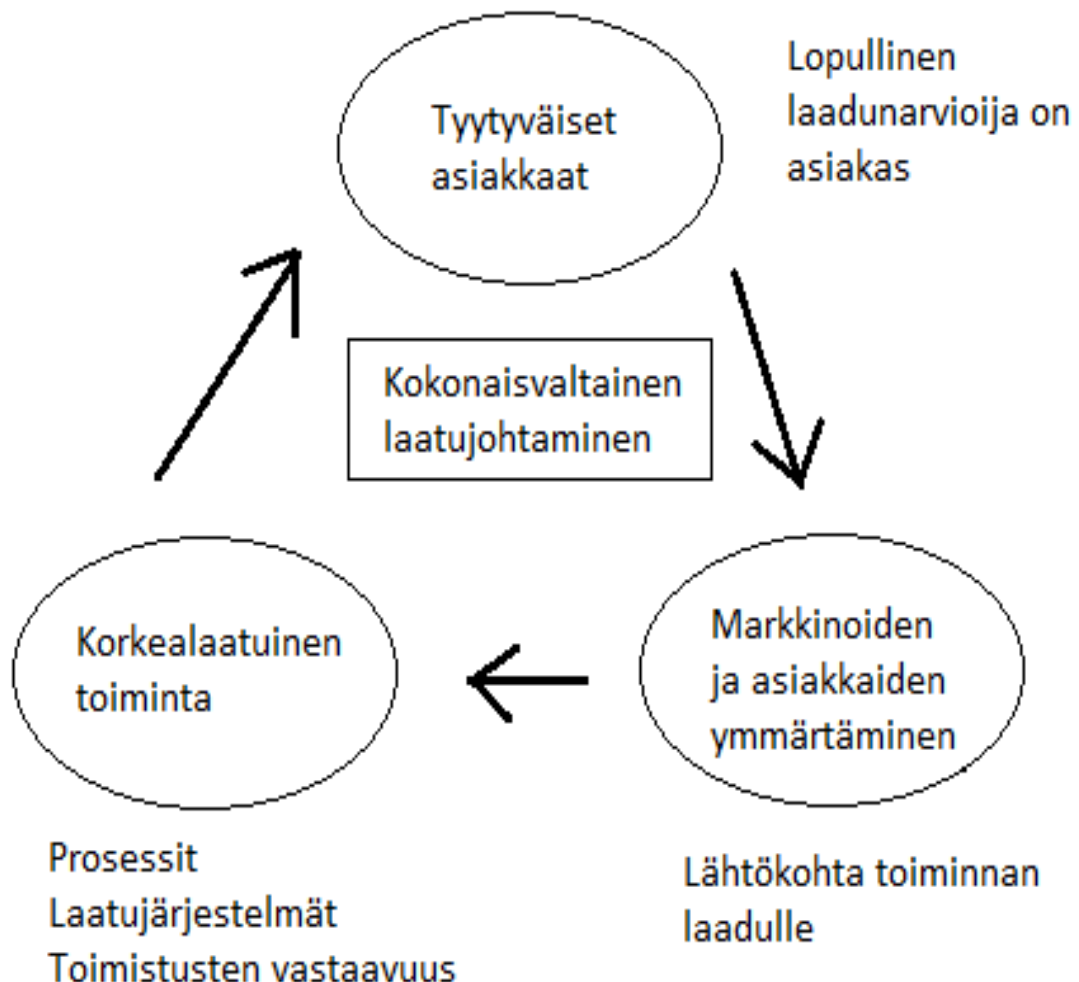 Tyytyväiset
asiakkaat
Lopullinen
laadunarvioija on
asiakas
Kokonaisvaltainen
laatujohtaminen
Korkealaatuinen
toiminta
Markkinoiden
ja asiakkaiden
ymmärtäminen
Prosessit
Laatujärjestelmät
Toimistusten vastaavuus
Lähtökohta toiminnan
laadulle